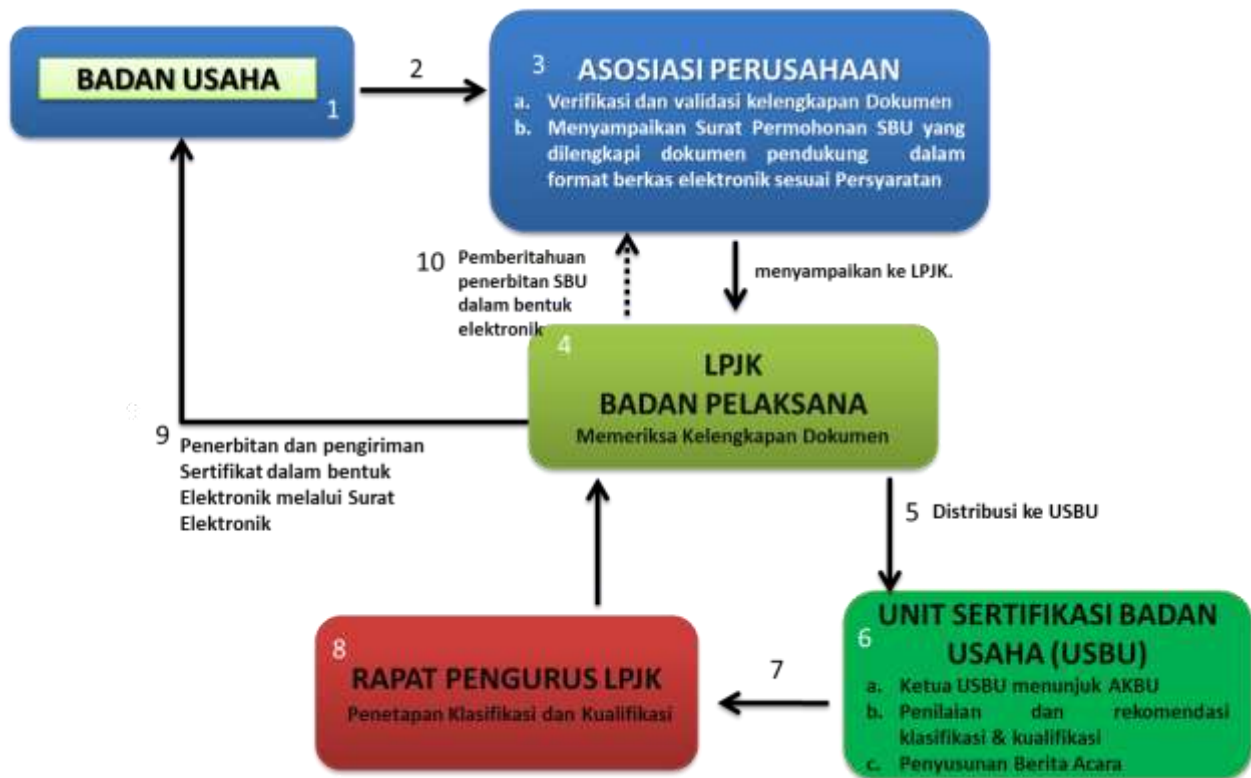 BADAN USAHA
1
2
3
ASOSIASI PERUSAHAAN
a. Verifikasi dan validasi kelengkapan Dokumen
b. Menyampaikan Surat Permohonan SBU yang
dilengkapi dokumen pendukung dalam
format berkas elektronik sesuai Persyaratan
10 Pemberitahuan
penerbitan SBU
dalam bentuk
elektronik
menyampaikan ke LPJK.
4
LPJK
BADAN PELAKSANA
Memeriksa Kelengkapan Dokumen
9 Penerbitan dan pengiriman
Sertifikat dalam bentuk
Elektronik melalui Surat
Elektronik
5 Distribusi ke USBU
6
UNIT SERTIFIKASI BADAN
USAHA (USBU)
a. Ketua USBU menunjuk AKBU
b. Penilaian dan rekomendasi
klasifikasi & kualifikasi
c. Penyusunan Berita Acara
7
8
RAPAT PENGURUS LPJK
Penetapan Klasifikasi dan Kualifikasi